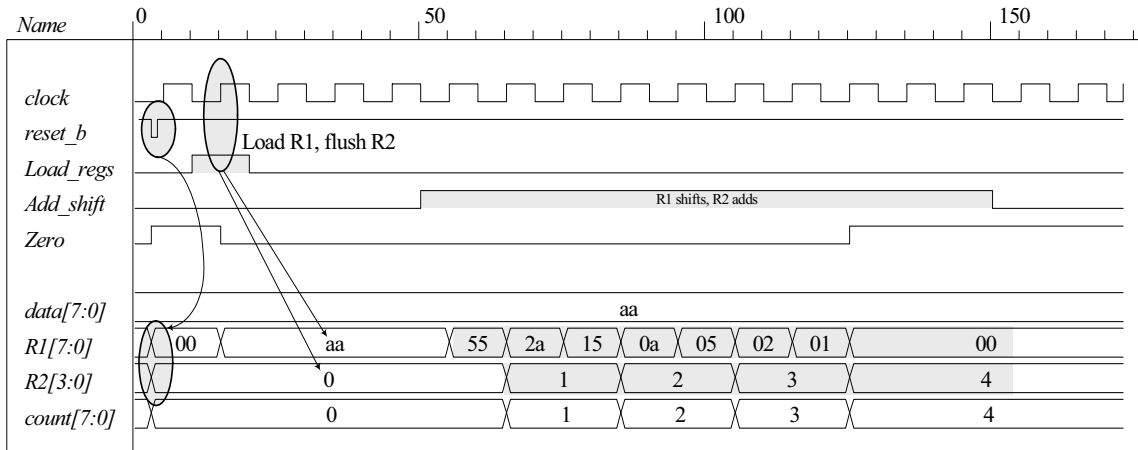 Name 0 50 100 150
clock
reset_b
Load R1, flush R2
Load_regs
Add_shift R1 shifts, R2 adds
Zero
data[7:0] aa
R1[7:0] 00 aa 55 2a 15 0a 05 02 01 00
R2[3:0] 0 1 2 3 4
count[7:0] 0 1 2 3 4